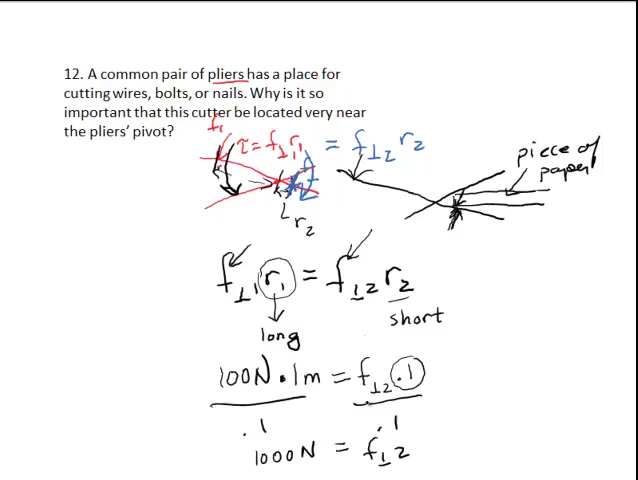 12. A common pair of pliers has a place for
cutting wires, bolts, or nails. Why is it so
important that this cutter be located very near
the pliers' pivot?
f₁
τ = f⊥₁ r₁ = f⊥₂ r₂
piece of
paper
r₂
f⊥₁ r₁ = f⊥₂ r₂
long
short
100N • 1m = f⊥₂ .1
.1 .1
1000N = f⊥₂